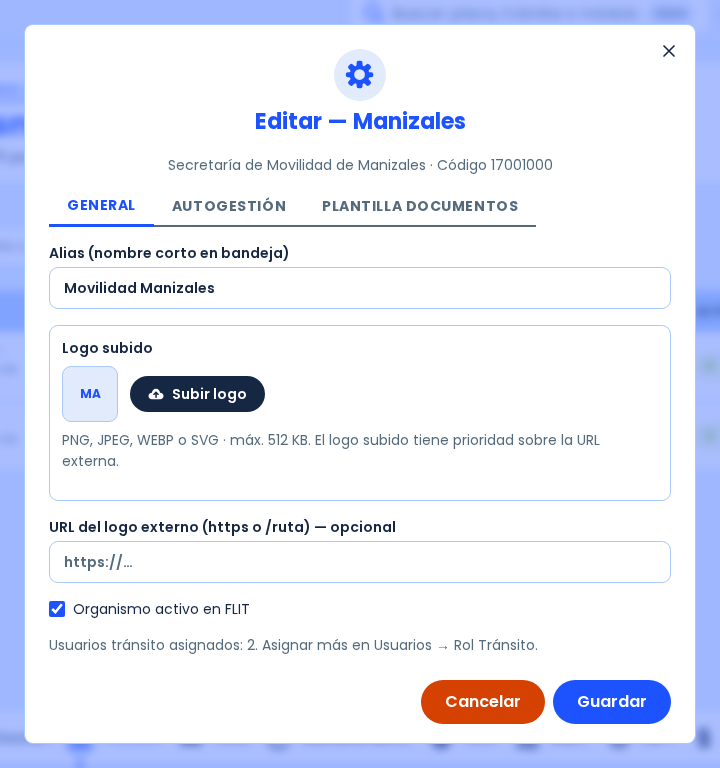 Editar — Manizales
Secretaría de Movilidad de Manizales · Código 17001000
GENERAL
AUTOGESTIÓN
PLANTILLA DOCUMENTOS
Alias (nombre corto en bandeja)
Movilidad Manizales
Logo subido
MA
Subir logo
PNG, JPEG, WEBP o SVG · máx. 512 KB. El logo subido tiene prioridad sobre la URL
externa.
URL del logo externo (https o /ruta) — opcional
https://…
Organismo activo en FLIT
Usuarios tránsito asignados: 2. Asignar más en Usuarios → Rol Tránsito.
Cancelar
Guardar